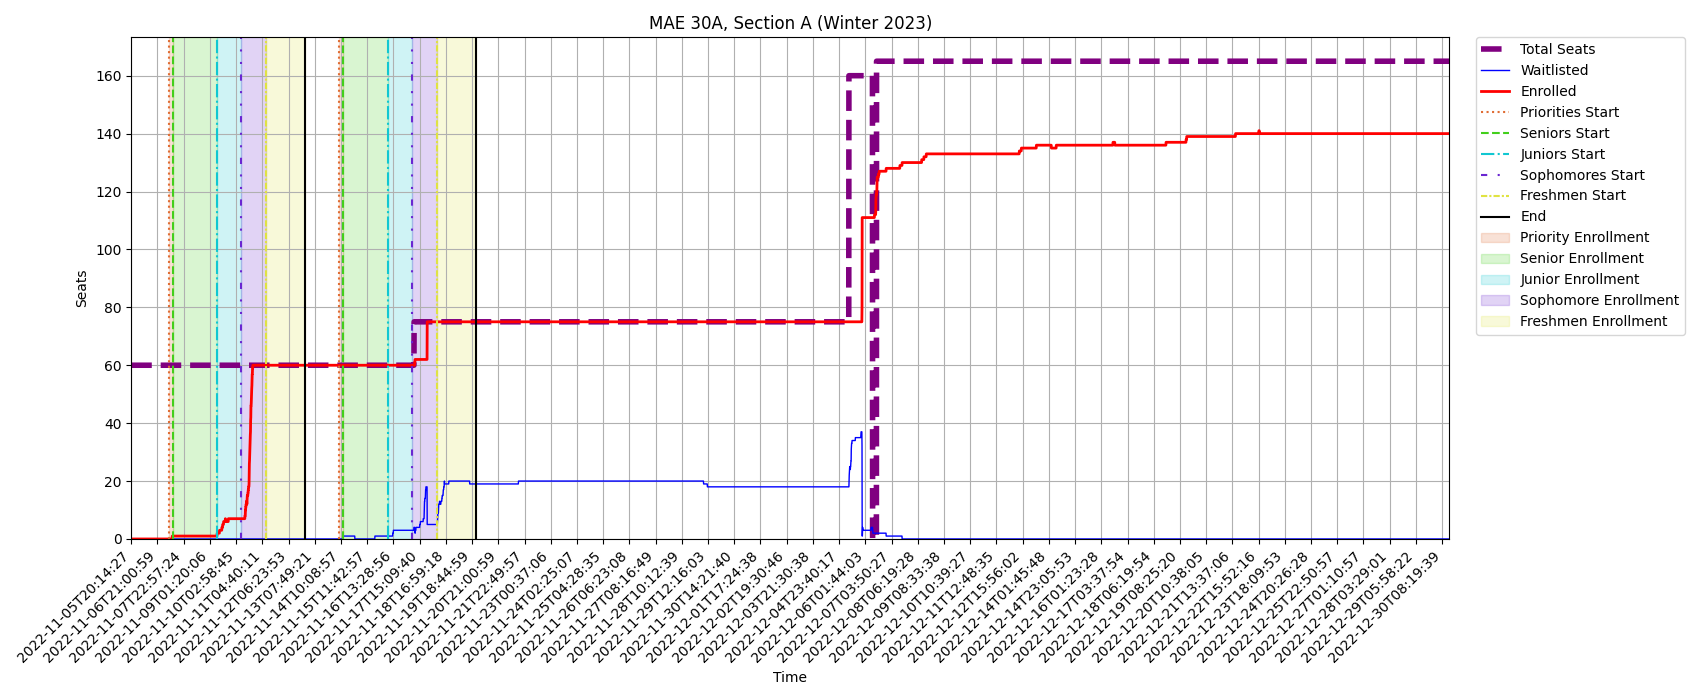 MAE 30A, Section A (Winter 2023)
Seats
160
140
120
100
80
60
40
20
0
2022-11-05T20:14:27
2022-11-06T21:00:59
2022-11-07T22:57:24
2022-11-09T01:20:06
2022-11-10T02:58:45
2022-11-11T04:40:11
2022-11-12T06:23:53
2022-11-13T07:49:21
2022-11-14T10:08:57
2022-11-15T11:42:57
2022-11-16T13:28:56
2022-11-17T15:09:40
2022-11-18T16:59:18
2022-11-19T18:44:59
2022-11-20T21:00:59
2022-11-21T22:49:57
2022-11-23T00:37:06
2022-11-24T02:25:07
2022-11-25T04:28:35
2022-11-26T06:23:08
2022-11-27T08:16:49
2022-11-28T10:12:39
2022-11-29T12:16:03
2022-11-30T14:21:40
2022-12-01T17:24:38
2022-12-02T19:30:46
2022-12-03T21:30:38
2022-12-04T23:40:17
2022-12-06T01:44:03
2022-12-07T03:50:27
2022-12-08T06:19:28
2022-12-09T08:33:38
2022-12-10T10:39:27
2022-12-11T12:48:35
2022-12-12T15:56:02
2022-12-14T01:45:48
2022-12-14T23:05:53
2022-12-16T01:23:28
2022-12-17T03:37:54
2022-12-18T06:19:54
2022-12-19T08:25:20
2022-12-20T10:38:05
2022-12-21T13:37:06
2022-12-22T15:52:16
2022-12-23T18:09:53
2022-12-24T20:26:28
2022-12-25T22:50:57
2022-12-27T01:10:57
2022-12-28T03:29:01
2022-12-29T05:58:22
2022-12-30T08:19:39
Time
Total Seats
Waitlisted
Enrolled
Priorities Start
Seniors Start
Juniors Start
Sophomores Start
Freshmen Start
End
Priority Enrollment
Senior Enrollment
Junior Enrollment
Sophomore Enrollment
Freshmen Enrollment